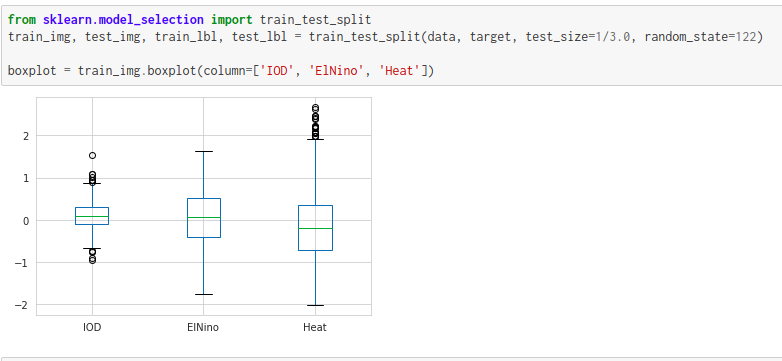 from sklearn.model_selection import train_test_split
train_img, test_img, train_lbl, test_lbl = train_test_split(data, target, test_size=1/3.0, random_state=122)
boxplot = train_img.boxplot(column=['IOD', 'ElNino', 'Heat'])
2
1
0
−1
−2
IOD ElNino Heat